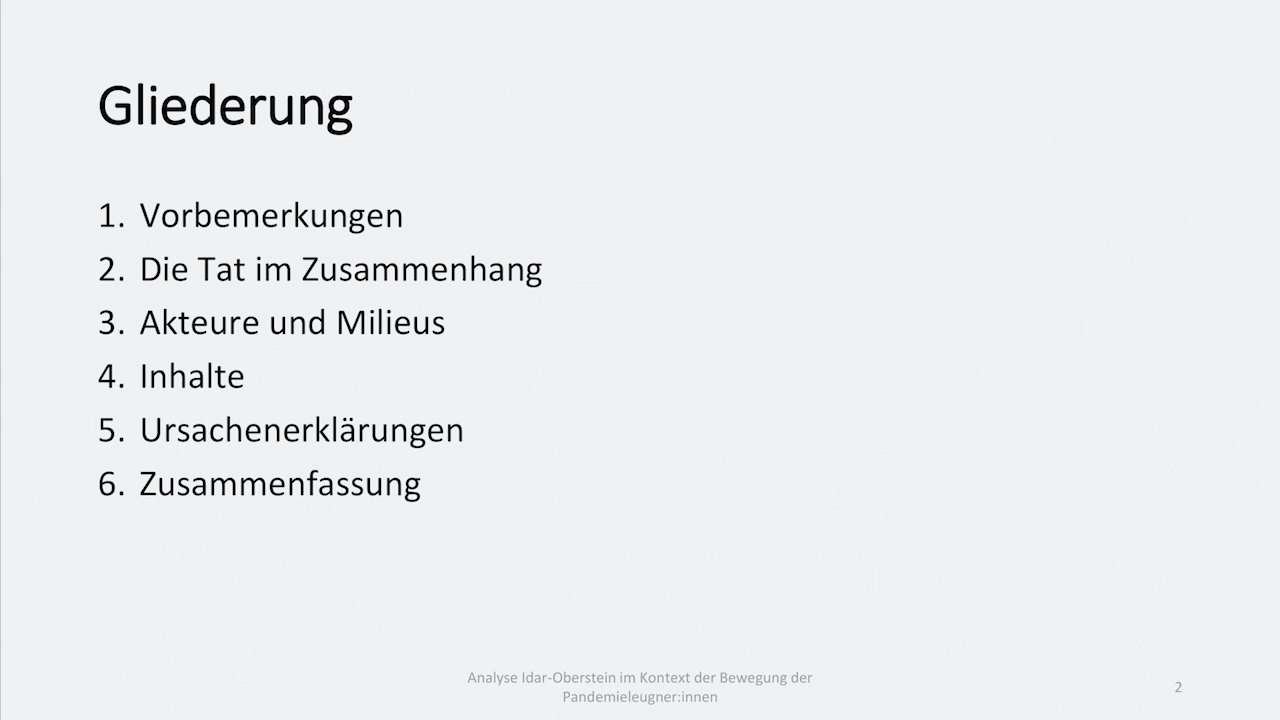 Gliederung
1. Vorbemerkungen
2. Die Tat im Zusammenhang
3. Akteure und Milieus
4. Inhalte
5. Ursachenerklärungen
6. Zusammenfassung
Analyse Idar-Oberstein im Kontext der Bewegung der
Pandemieleugner:innen
2